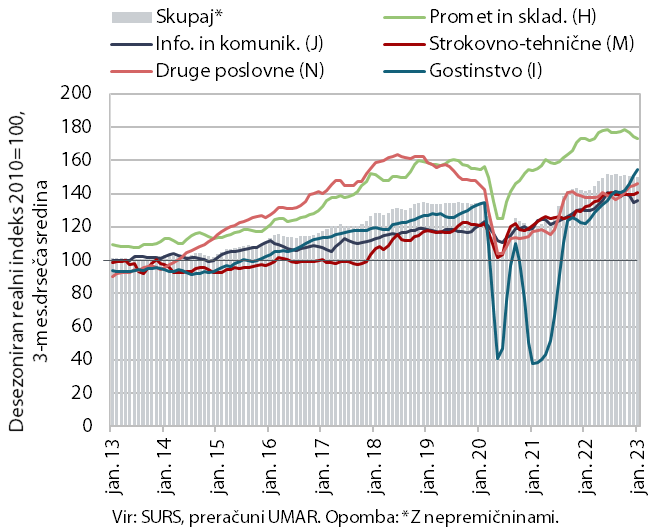 Skupaj*
Promet in sklad. (H)
Info. in komunik. (J)
Strokovno-tehnične (M)
Druge poslovne (N)
Gostinstvo (I)
Desezoniran realni indeks 2010=100,
3-mes.drseča sredina
200
180
160
140
120
100
80
60
40
20
0
jan. 13
jan. 14
jan. 15
jan. 16
jan. 17
jan. 18
jan. 19
jan. 20
jan. 21
jan. 22
jan. 23
Vir: SURS, preračuni UMAR. Opomba: *Z nepremičninami.